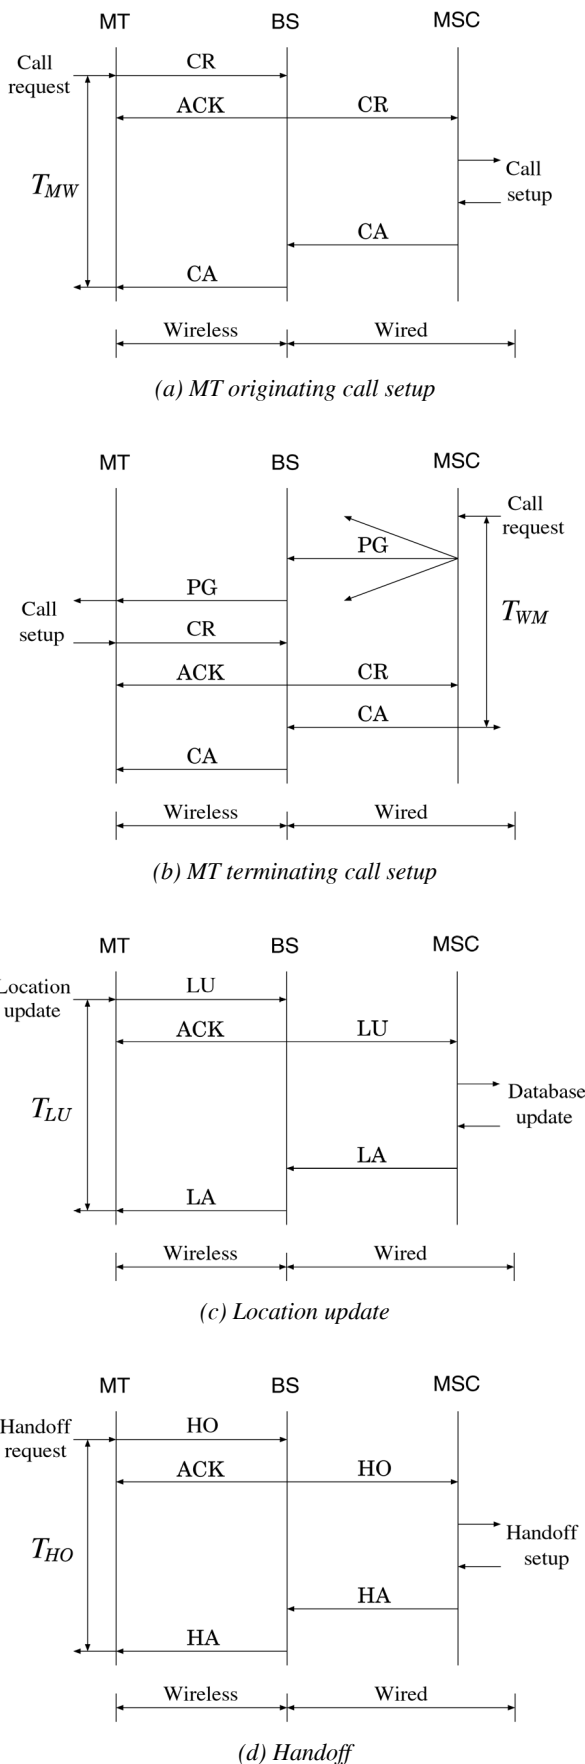 MT BS MSC
Call
request
CR
ACK CR
T_MW
Call
setup
CA
CA
Wireless Wired
(a) MT originating call setup
MT BS MSC
Call
request
PG
PG
Call
setup
T_WM
CR
ACK CR
CA
CA
Wireless Wired
(b) MT terminating call setup
MT BS MSC
Location
update
LU
ACK LU
T_LU
Database
update
LA
LA
Wireless Wired
(c) Location update
MT BS MSC
Handoff
request
HO
ACK HO
T_HO
Handoff
setup
HA
HA
Wireless Wired
(d) Handoff